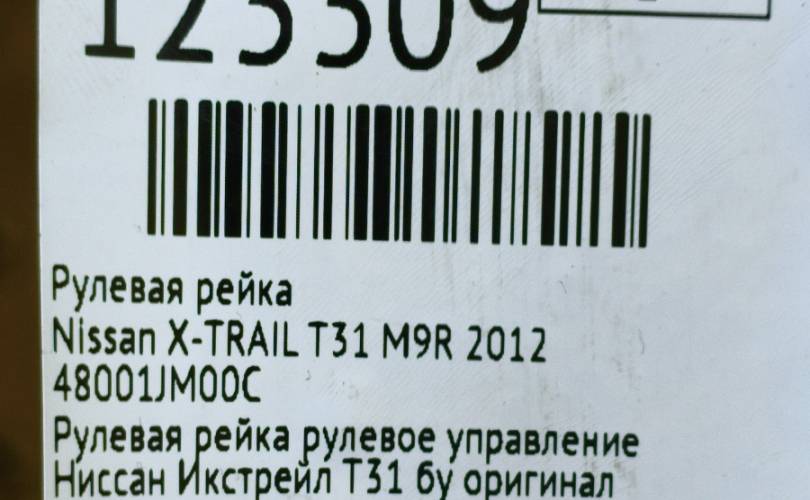 123309
Рулевая рейка
Nissan X-TRAIL T31 M9R 2012
48001JM00C
Рулевая рейка рулевое управление
Ниссан Икстрейл Т31 бу оригинал